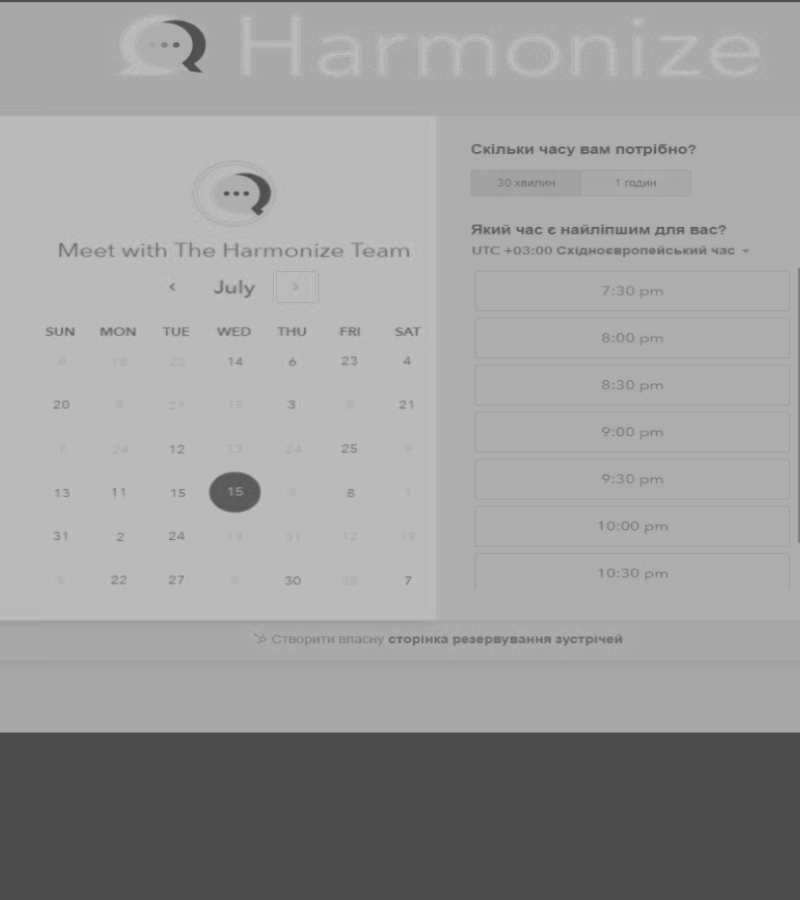 Harmonize
Meet with The Harmonize Team
July
SUN MON TUE WED THU FRI SAT
8 18 22 14 6 23 4
20 8 27 15 3 8 21
7 24 12 13 24 25 9
13 11 15 15 8 8 1
31 2 24 19 31 12 19
5 22 27 8 30 28 7
Скільки часу вам потрібно?
30 хвилин 1 годин
Який час є найліпшим для вас?
UTC +03:00 Східноєвропейський час
7:30 pm
8:00 pm
8:30 pm
9:00 pm
9:30 pm
10:00 pm
10:30 pm
Створити власну сторінка резервування зустрічей